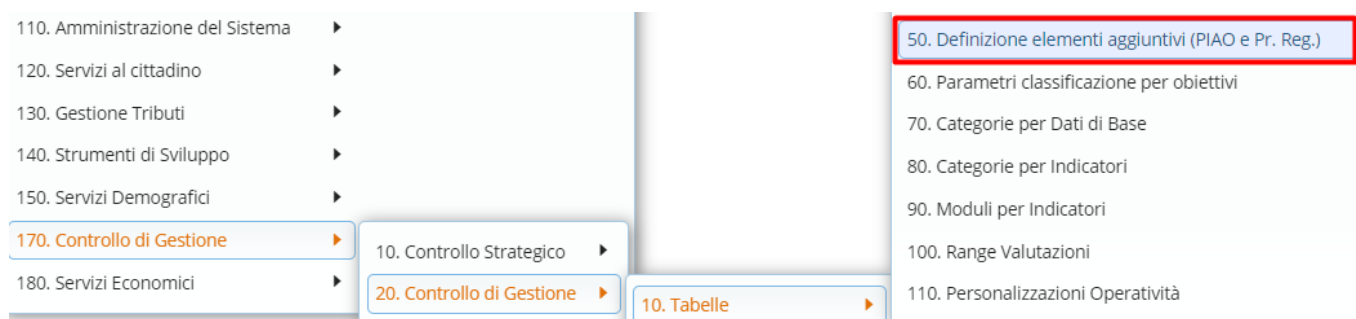 110. Amministrazione del Sistema
120. Servizi al cittadino
130. Gestione Tributi
140. Strumenti di Sviluppo
150. Servizi Demografici
170. Controllo di Gestione
180. Servizi Economici
10. Controllo Strategico
20. Controllo di Gestione
10. Tabelle
50. Definizione elementi aggiuntivi (PIAO e Pr. Reg.)
60. Parametri classificazione per obiettivi
70. Categorie per Dati di Base
80. Categorie per Indicatori
90. Moduli per Indicatori
100. Range Valutazioni
110. Personalizzazioni Operatività